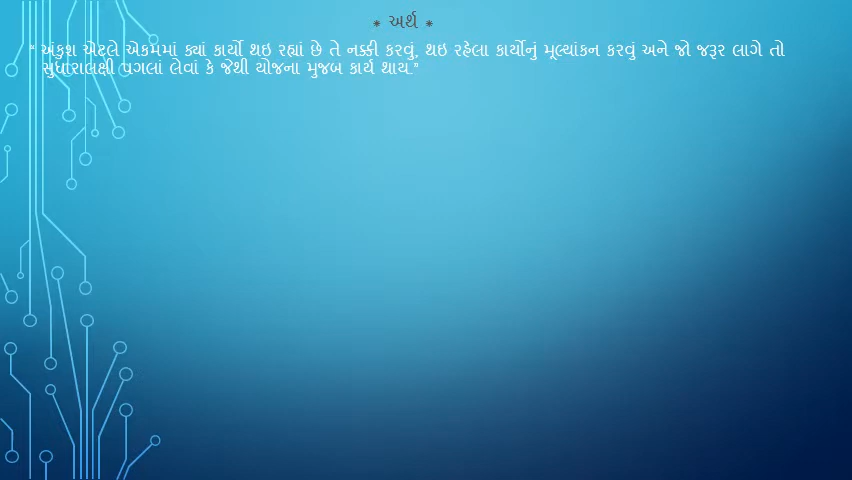 * અર્થ *
“ અંકુશ એટલે એકમમાં ક્યાં કાર્યો થઇ રહ્યાં છે તે નક્કી કરવું, થઇ રહેલા કાર્યોનું મૂલ્યાંકન કરવું અને જો જરૂર લાગે તો
સુધારાલક્ષી પગલાં લેવાં કે જેથી યોજના મુજબ કાર્ય થાય.”